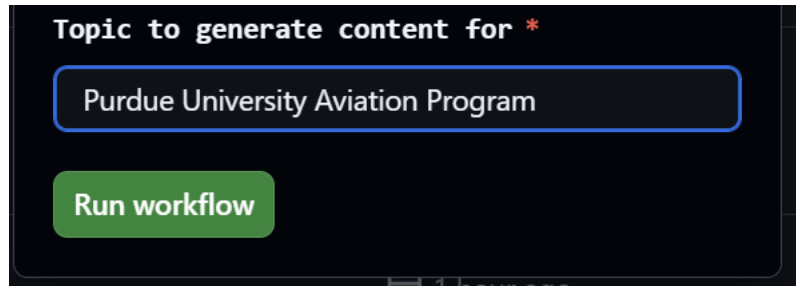 Topic to generate content for *
Purdue University Aviation Program
Run workflow